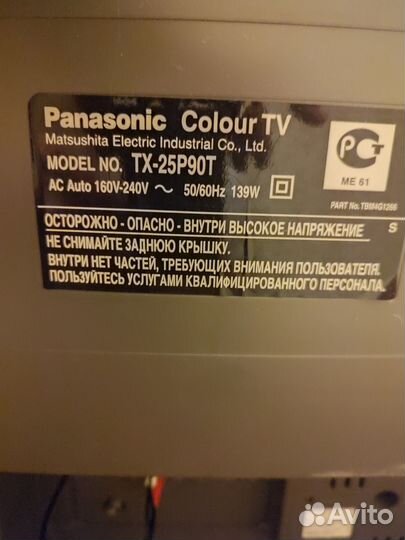 Panasonic Colour TV
Matsushita Electric Industrial Co., Ltd.
MODEL NO. TX-25P90T
AC Auto 160V-240V ~ 50/60Hz 139W
РСТ
ME 61
PART No. TBM4G1266
S
ОСТОРОЖНО - ОПАСНО - ВНУТРИ ВЫСОКОЕ НАПРЯЖЕНИЕ
НЕ СНИМАЙТЕ ЗАДНЮЮ КРЫШКУ.
ВНУТРИ НЕТ ЧАСТЕЙ, ТРЕБУЮЩИХ ВНИМАНИЯ ПОЛЬЗОВАТЕЛЯ.
ПОЛЬЗУЙТЕСЬ УСЛУГАМИ КВАЛИФИЦИРОВАННОГО ПЕРСОНАЛА.
Avito